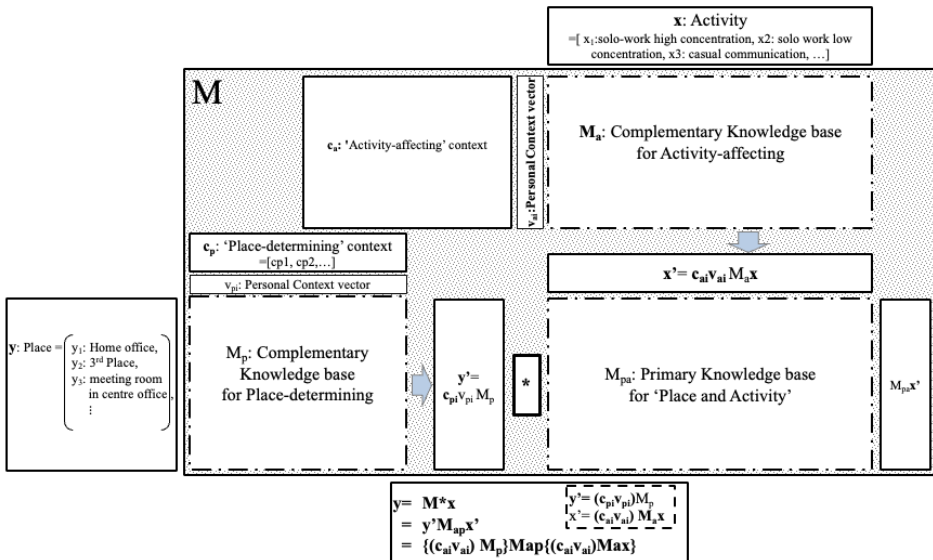 x: Activity
=[ x1:solo-work high concentration, x2: solo work low
concentration, x3: casual communication, …]
M
ca: 'Activity-affecting' context
vai:Personal Context vector
Ma: Complementary Knowledge base
for Activity-affecting
cp: 'Place-determining' context
=[cp1, cp2,…]
vpi: Personal Context vector
x'= caivai Max
y: Place =
y1: Home office,
y2: 3rd Place,
y3: meeting room
in centre office,
⋮
Mp: Complementary
Knowledge base
for Place-determining
y'=
cpivpi Mp
*
Mpa: Primary Knowledge base
for 'Place and Activity'
Mpax'
y= M*x
= y'Mapx'
= {(caivai) Mp}Map{(caivai)Max}
y'= (cpivpi)Mp
x'= (caivai) Max